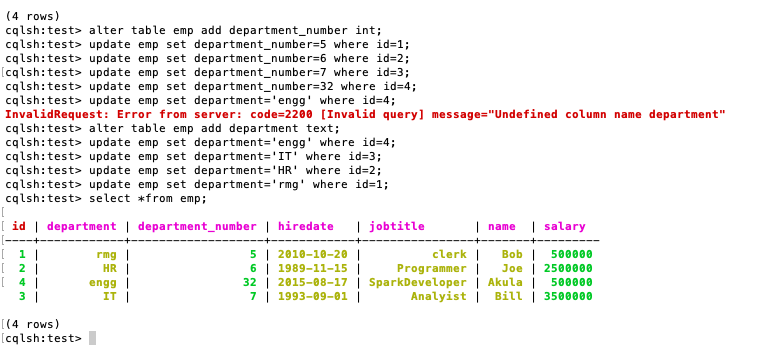 (4 rows)
cqlsh:test> alter table emp add department_number int;
cqlsh:test> update emp set department_number=5 where id=1;
cqlsh:test> update emp set department_number=6 where id=2;
[cqlsh:test> update emp set department_number=7 where id=3;
cqlsh:test> update emp set department_number=32 where id=4;
cqlsh:test> update emp set department='engg' where id=4;
InvalidRequest: Error from server: code=2200 [Invalid query] message="Undefined column name department"
cqlsh:test> alter table emp add department text;
cqlsh:test> update emp set department='engg' where id=4;
cqlsh:test> update emp set department='IT' where id=3;
cqlsh:test> update emp set department='HR' where id=2;
cqlsh:test> update emp set department='rmg' where id=1;
cqlsh:test> select *from emp;
[
[ id | department | department_number | hiredate | jobtitle | name | salary
[----+------------+-------------------+------------+----------------+-------+---------
[ 1 | rmg | 5 | 2010-10-20 | clerk | Bob | 500000
[ 2 | HR | 6 | 1989-11-15 | Programmer | Joe | 2500000
[ 4 | engg | 32 | 2015-08-17 | SparkDeveloper | Akula | 500000
3 | IT | 7 | 1993-09-01 | Analyist | Bill | 3500000
[(4 rows)
[cqlsh:test>